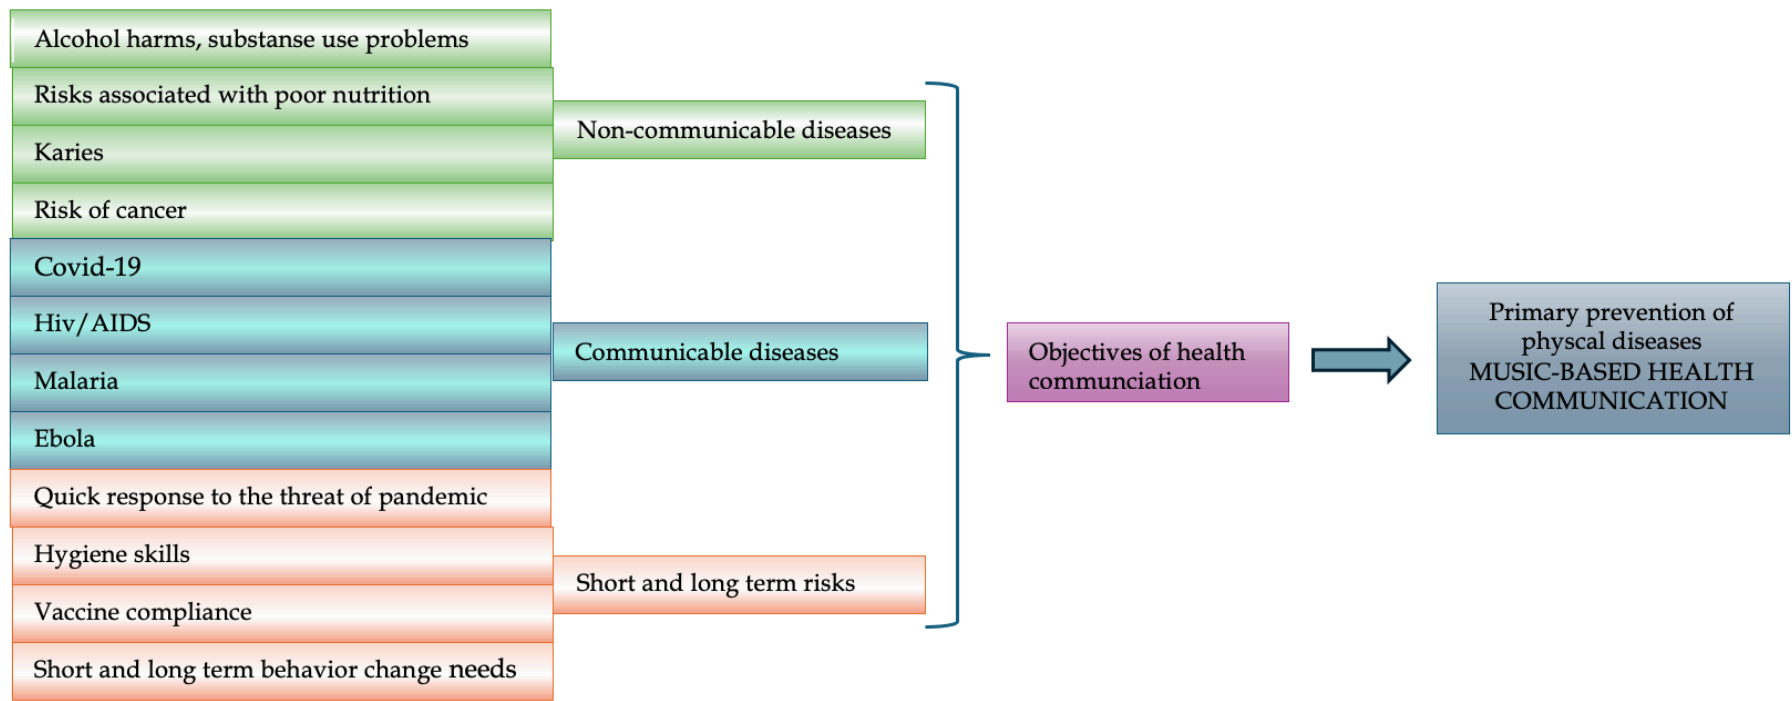 Alcohol harms, substanse use problems
Risks associated with poor nutrition
Karies
Risk of cancer
Non-communicable diseases
Covid-19
Hiv/AIDS
Malaria
Ebola
Communicable diseases
Quick response to the threat of pandemic
Hygiene skills
Vaccine compliance
Short and long term behavior change needs
Short and long term risks
Objectives of health
communciation
Primary prevention of
physcal diseases
MUSIC-BASED HEALTH
COMMUNICATION